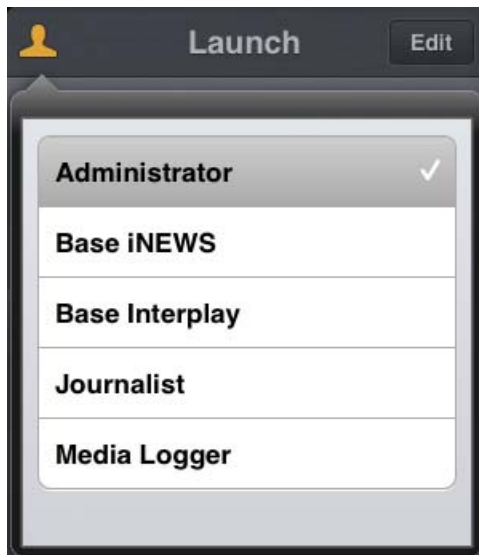 Launch
Edit
Administrator
Base iNEWS
Base Interplay
Journalist
Media Logger